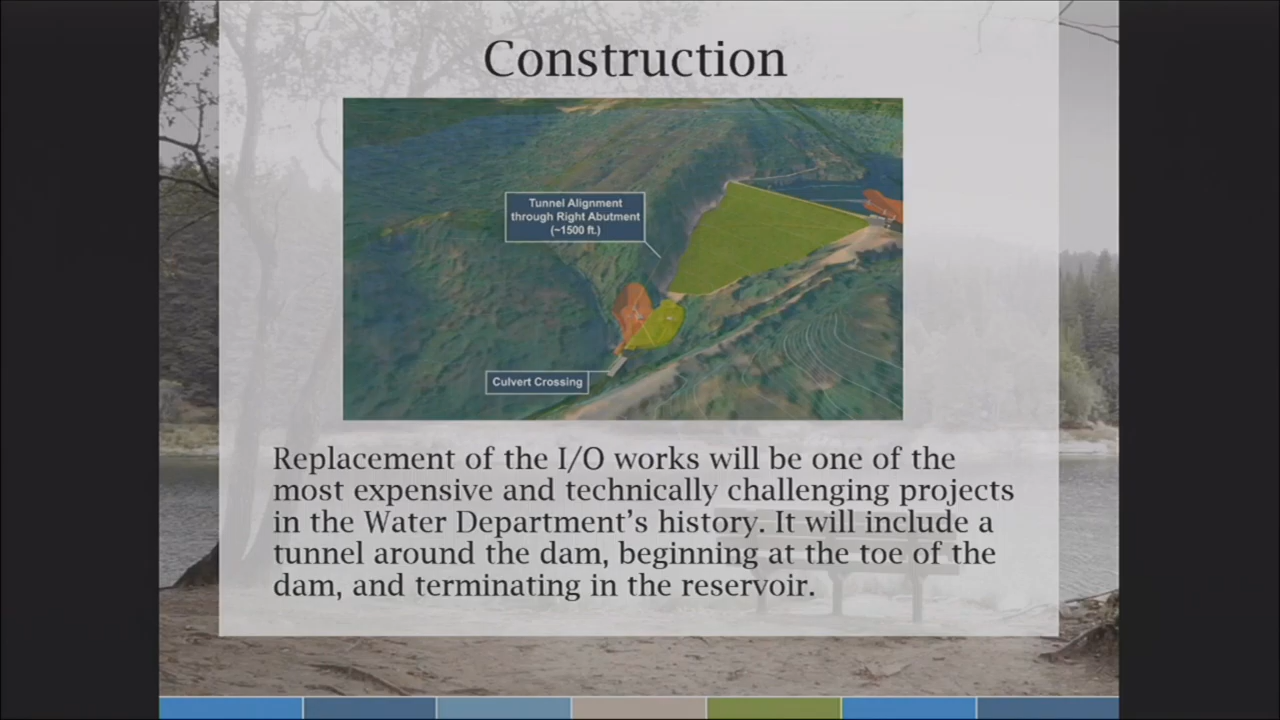 Construction
Tunnel Alignment
through Right Abutment
(~1500 ft.)
Culvert Crossing
Replacement of the I/O works will be one of the
most expensive and technically challenging projects
in the Water Department's history. It will include a
tunnel around the dam, beginning at the toe of the
dam, and terminating in the reservoir.